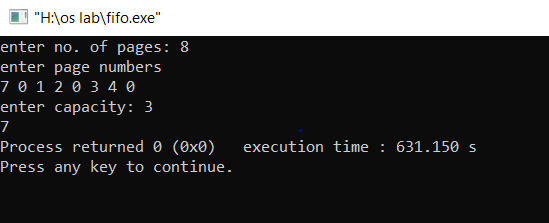 "H:\os lab\fifo.exe"
enter no. of pages: 8
enter page numbers
7 0 1 2 0 3 4 0
enter capacity: 3
7
Process returned 0 (0x0)   execution time : 631.150 s
Press any key to continue.